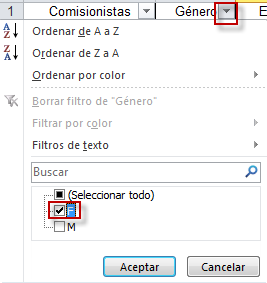 1 Comisionistas Género E
Ordenar de A a Z
Ordenar de Z a A
Ordenar por color
Borrar filtro de "Género"
Filtrar por color
Filtros de texto
Buscar
(Seleccionar todo)
F
M
Aceptar Cancelar